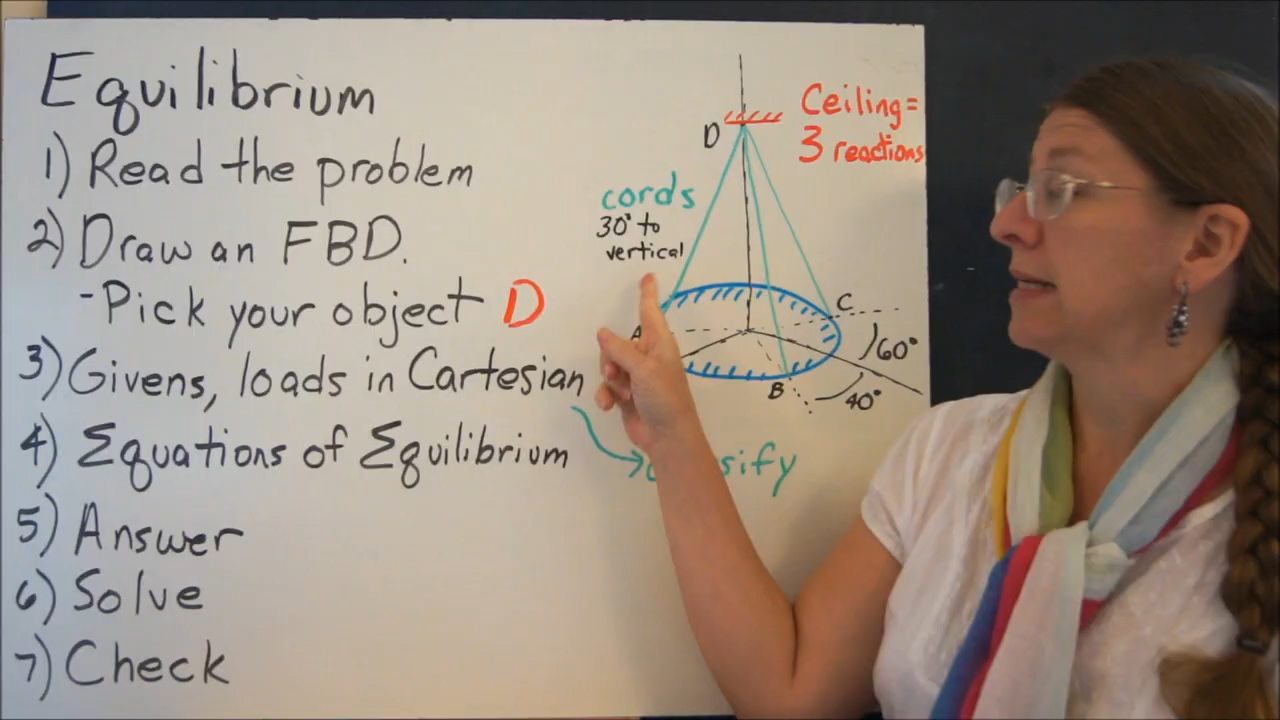 Equilibrium
1) Read the problem
2) Draw an FBD.
-Pick your object D
3) Givens, loads in Cartesian
4) Equations of Equilibrium
5) Answer
6) Solve
7) Check
Ceiling =
3 reactions
D
cords
30° to
vertical
C
A
60°
B
40°